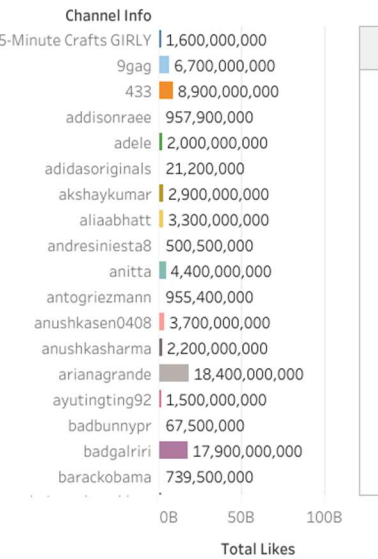 Channel Info
5-Minute Crafts GIRLY 1,600,000,000
9gag 6,700,000,000
433 8,900,000,000
addisonraee 957,900,000
adele 2,000,000,000
adidasoriginals 21,200,000
akshaykumar 2,900,000,000
aliaabhatt 3,300,000,000
andresiniesta8 500,500,000
anitta 4,400,000,000
antogriezmann 955,400,000
anushkasen0408 3,700,000,000
anushkasharma 2,200,000,000
arianagrande 18,400,000,000
ayutingting92 1,500,000,000
badbunnypr 67,500,000
badgalriri 17,900,000,000
barackobama 739,500,000
0B 50B 100B
Total Likes